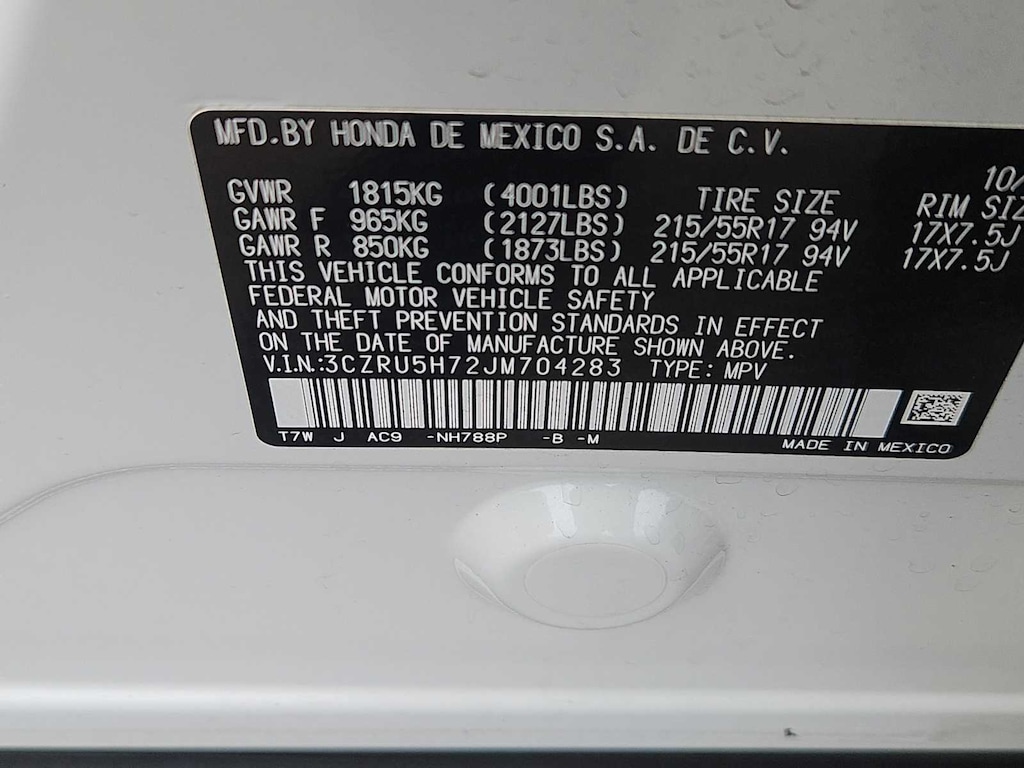 MFD.BY HONDA DE MEXICO S.A. DE C.V.
10/
GVWR 1815KG (4001LBS) TIRE SIZE RIM SIZ
GAWR F 965KG (2127LBS) 215/55R17 94V 17X7.5J
GAWR R 850KG (1873LBS) 215/55R17 94V 17X7.5J
THIS VEHICLE CONFORMS TO ALL APPLICABLE
FEDERAL MOTOR VEHICLE SAFETY
AND THEFT PREVENTION STANDARDS IN EFFECT
ON THE DATE OF MANUFACTURE SHOWN ABOVE.
V.I.N.:3CZRU5H72JM704283 TYPE: MPV
T7W J AC9 -NH788P -B -M MADE IN MEXICO